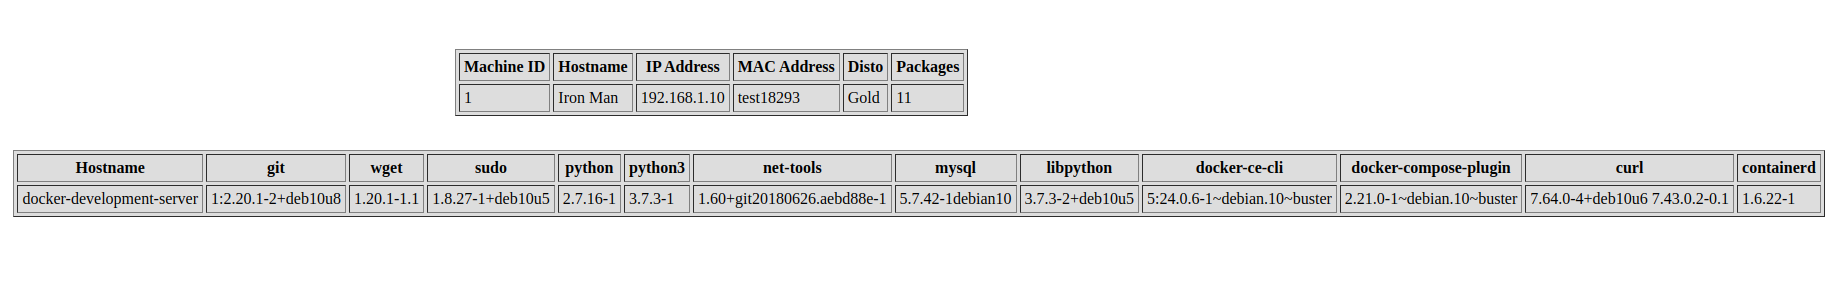 Machine ID Hostname IP Address MAC Address Disto Packages
1 Iron Man 192.168.1.10 test18293 Gold 11
Hostname git wget sudo python python3 net-tools mysql libpython docker-ce-cli docker-compose-plugin curl containerd
docker-development-server 1:2.20.1-2+deb10u8 1.20.1-1.1 1.8.27-1+deb10u5 2.7.16-1 3.7.3-1 1.60+git20180626.aebd88e-1 5.7.42-1debian10 3.7.3-2+deb10u5 5:24.0.6-1~debian.10~buster 2.21.0-1~debian.10~buster 7.64.0-4+deb10u6 7.43.0.2-0.1 1.6.22-1